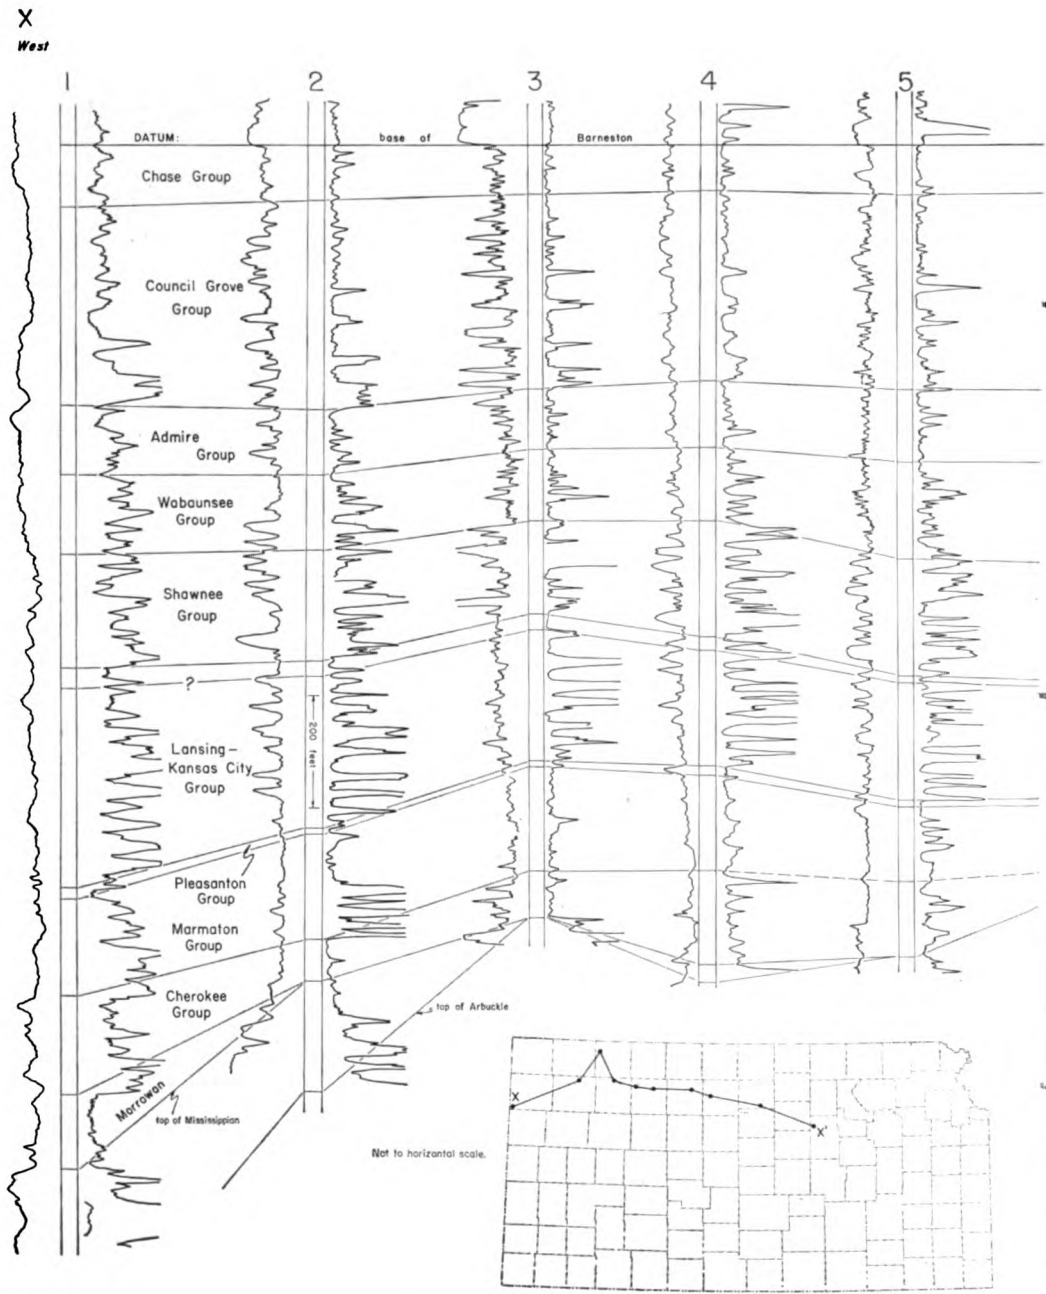 X
West
1 2 3 4 5
DATUM: base of Barneston
Chase Group
Council Grove
Group
Admire
Group
Wabaunsee
Group
Shawnee
Group
?
200 feet
Lansing–
Kansas City
Group
Pleasanton
Group
Marmaton
Group
Cherokee
Group
top of Arbuckle
Morrowan
top of Mississippian
Not to horizontal scale.
X
X'